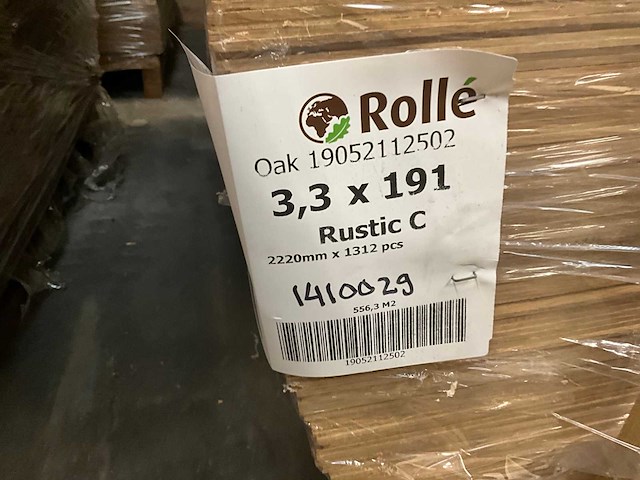 Rollé
Oak 19052112502
3,3 x 191
Rustic C
2220mm x 1312 pcs
1410029
556,3 M2
19052112502